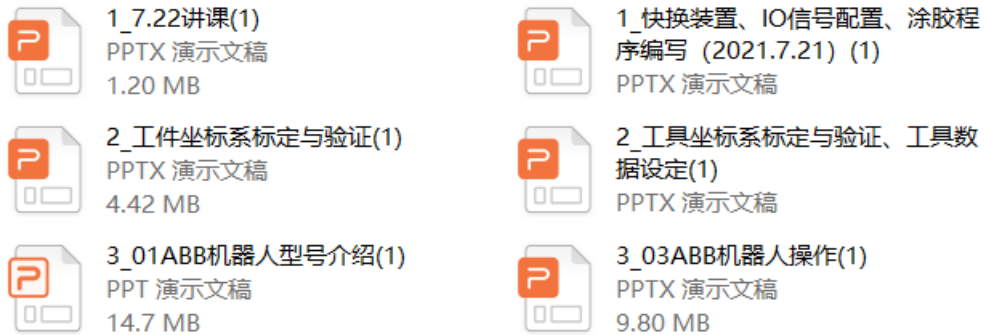 1_7.22讲课(1)
PPTX 演示文稿
1.20 MB
1_快换装置、IO信号配置、涂胶程
序编写（2021.7.21）(1)
PPTX 演示文稿
2_工件坐标系标定与验证(1)
PPTX 演示文稿
4.42 MB
2_工具坐标系标定与验证、工具数
据设定(1)
PPTX 演示文稿
3_01ABB机器人型号介绍(1)
PPT 演示文稿
14.7 MB
3_03ABB机器人操作(1)
PPTX 演示文稿
9.80 MB